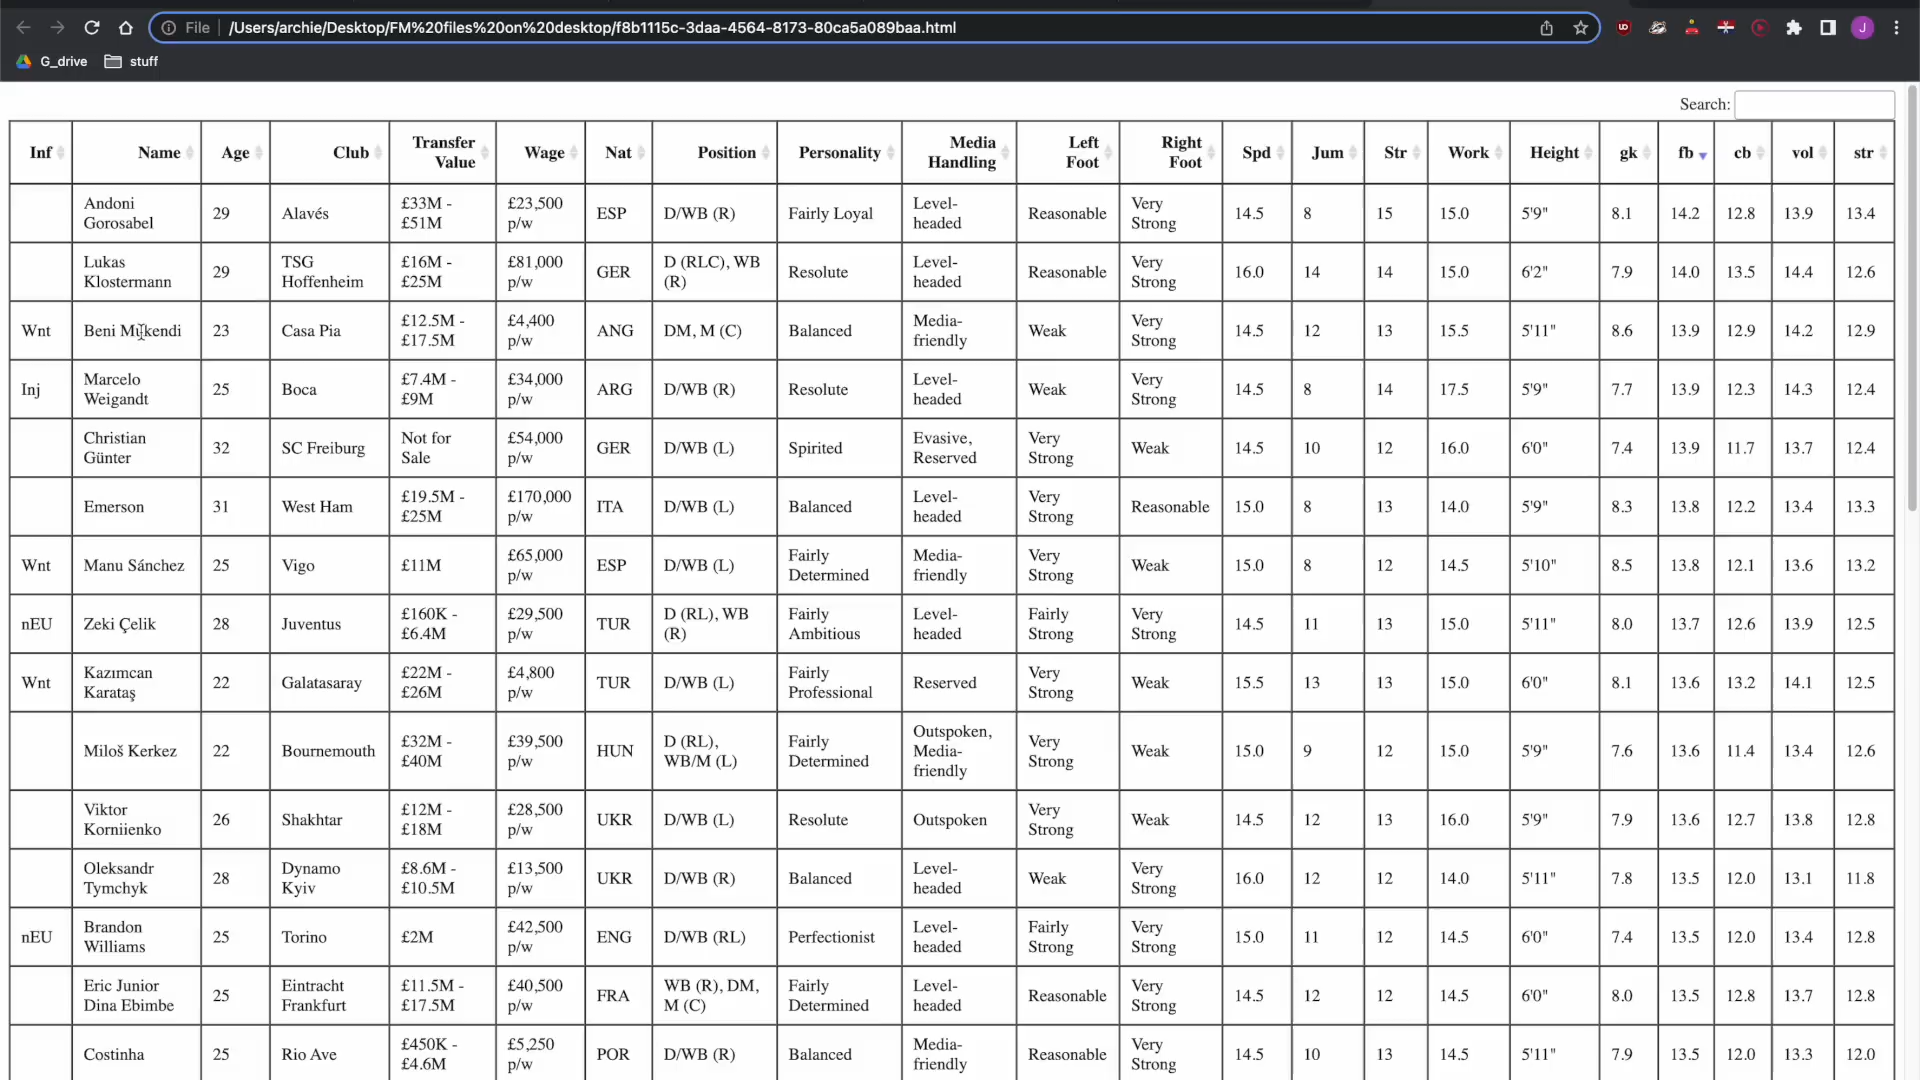 File /Users/archie/Desktop/FM%20files%20on%20desktop/f8b1115c-3daa-4564-8173-80ca5a089baa.html J
G_drive stuff
Search:
Inf Name Age Club Transfer Value Wage Nat Position Personality Media Handling Left Foot Right Foot Spd Jum Str Work Height gk fb cb vol str
Andoni Gorosabel 29 Alavés £33M - £51M £23,500 p/w ESP D/WB (R) Fairly Loyal Level-headed Reasonable Very Strong 14.5 8 15 15.0 5'9" 8.1 14.2 12.8 13.9 13.4
Lukas Klostermann 29 TSG Hoffenheim £16M - £25M £81,000 p/w GER D (RLC), WB (R) Resolute Level-headed Reasonable Very Strong 16.0 14 14 15.0 6'2" 7.9 14.0 13.5 14.4 12.6
Wnt Beni Mukendi 23 Casa Pia £12.5M - £17.5M £4,400 p/w ANG DM, M (C) Balanced Media-friendly Weak Very Strong 14.5 12 13 15.5 5'11" 8.6 13.9 12.9 14.2 12.9
Inj Marcelo Weigandt 25 Boca £7.4M - £9M £34,000 p/w ARG D/WB (R) Resolute Level-headed Weak Very Strong 14.5 8 14 17.5 5'9" 7.7 13.9 12.3 14.3 12.4
Christian Günter 32 SC Freiburg Not for Sale £54,000 p/w GER D/WB (L) Spirited Evasive, Reserved Very Strong Weak 14.5 10 12 16.0 6'0" 7.4 13.9 11.7 13.7 12.4
Emerson 31 West Ham £19.5M - £25M £170,000 p/w ITA D/WB (L) Balanced Level-headed Very Strong Reasonable 15.0 8 13 14.0 5'9" 8.3 13.8 12.2 13.4 13.3
Wnt Manu Sánchez 25 Vigo £11M £65,000 p/w ESP D/WB (L) Fairly Determined Media-friendly Very Strong Weak 15.0 8 12 14.5 5'10" 8.5 13.8 12.1 13.6 13.2
nEU Zeki Çelik 28 Juventus £160K - £6.4M £29,500 p/w TUR D (RL), WB (R) Fairly Ambitious Level-headed Fairly Strong Very Strong 14.5 11 13 15.0 5'11" 8.0 13.7 12.6 13.9 12.5
Wnt Kazımcan Karataş 22 Galatasaray £22M - £26M £4,800 p/w TUR D/WB (L) Fairly Professional Reserved Very Strong Weak 15.5 13 13 15.0 6'0" 8.1 13.6 13.2 14.1 12.5
Miloš Kerkez 22 Bournemouth £32M - £40M £39,500 p/w HUN D (RL), WB/M (L) Fairly Determined Outspoken, Media-friendly Very Strong Weak 15.0 9 12 15.0 5'9" 7.6 13.6 11.4 13.4 12.6
Viktor Korniienko 26 Shakhtar £12M - £18M £28,500 p/w UKR D/WB (L) Resolute Outspoken Very Strong Weak 14.5 12 13 16.0 5'9" 7.9 13.6 12.7 13.8 12.8
Oleksandr Tymchyk 28 Dynamo Kyiv £8.6M - £10.5M £13,500 p/w UKR D/WB (R) Balanced Level-headed Weak Very Strong 16.0 12 12 14.0 5'11" 7.8 13.5 12.0 13.1 11.8
nEU Brandon Williams 25 Torino £2M £42,500 p/w ENG D/WB (RL) Perfectionist Level-headed Fairly Strong Very Strong 15.0 11 12 14.5 6'0" 7.4 13.5 12.0 13.4 12.8
Eric Junior Dina Ebimbe 25 Eintracht Frankfurt £11.5M - £17.5M £40,500 p/w FRA WB (R), DM, M (C) Fairly Determined Level-headed Reasonable Very Strong 14.5 12 12 14.5 6'0" 8.0 13.5 12.8 13.7 12.8
Costinha 25 Rio Ave £450K - £4.6M £5,250 p/w POR D/WB (R) Balanced Media-friendly Reasonable Very Strong 14.5 10 13 14.5 5'11" 7.9 13.5 12.0 13.3 12.0